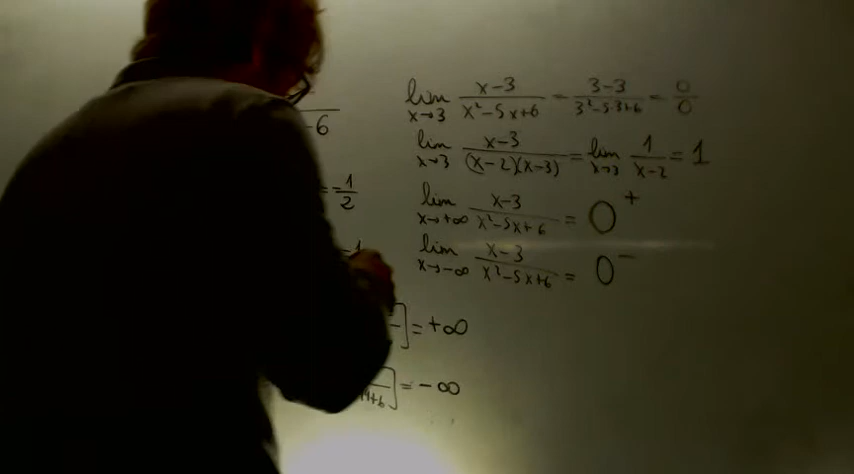 lim x→3 x-3 / x²-5x+6 = 3-3 / 3²-5·3+6 = 0/0
-6
lim x→3 x-3 / (x-2)(x-3) = lim x→3 1 / x-2 = 1
= -1/2
lim x→+∞ x-3 / x²-5x+6 = 0⁺
lim x→-∞ x-3 / x²-5x+6 = 0⁻
] = +∞
] = -∞